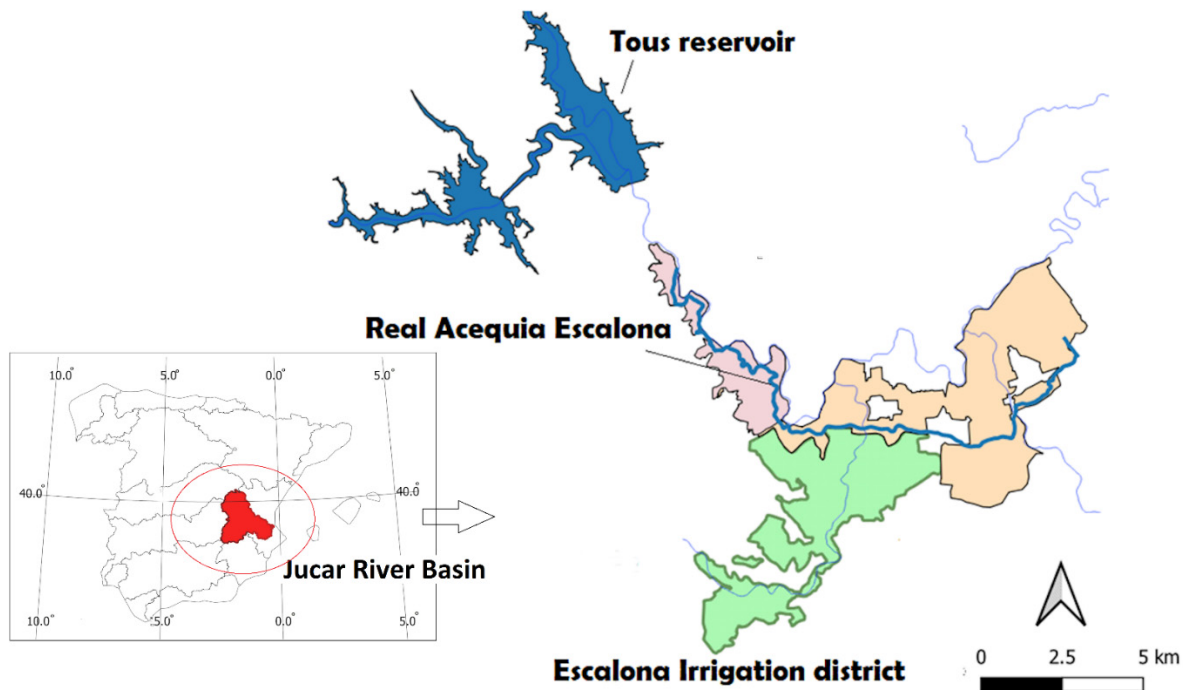 Tous reservoir
Real Acequia Escalona
10.0° 5.0° 0.0° 5.0°
40.0° 40.0°
Jucar River Basin
10.0° 5.0° 0.0° 5.0°
Escalona Irrigation district
0 2.5 5 km